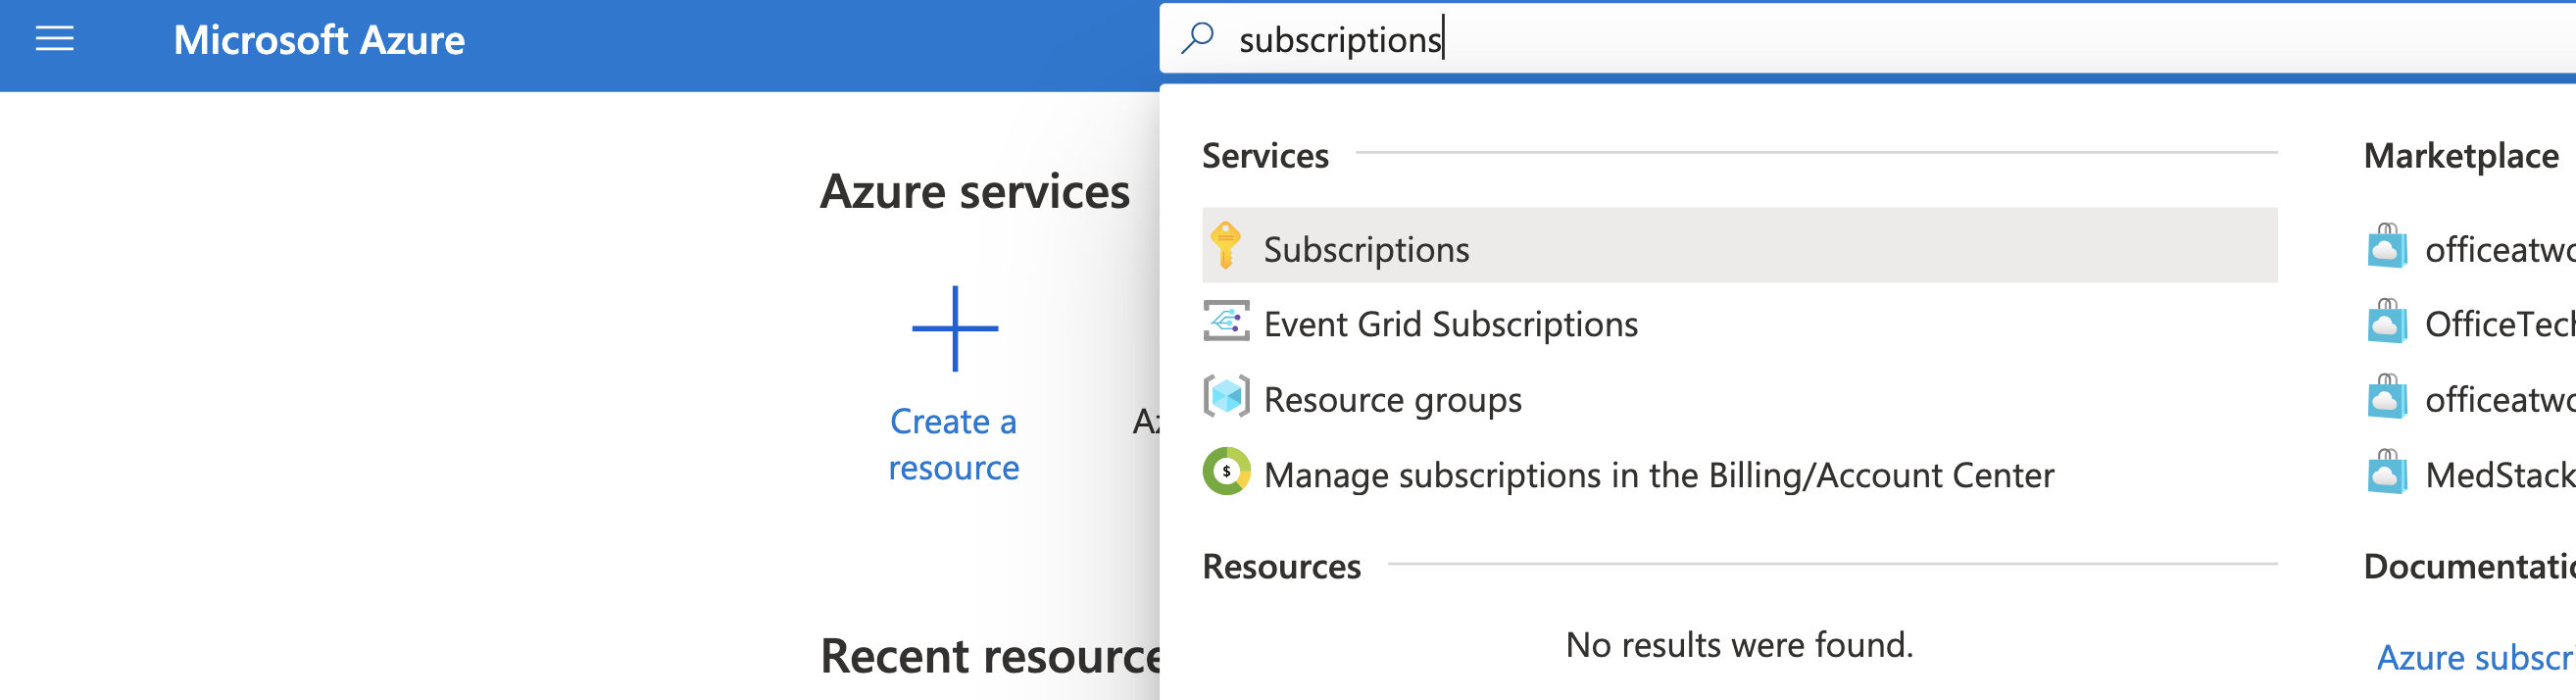 Microsoft Azure
subscriptions
Azure services
Create a
resource
Recent
Services
Subscriptions
Event Grid Subscriptions
Resource groups
$
Manage subscriptions in the Billing/Account Center
Resources
No results were found.
Marketplace
MedStack
Azure